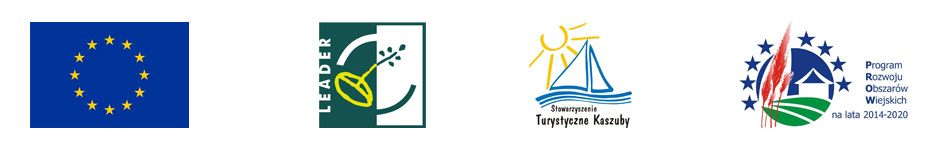 LEADER
Stowarzyszenie
Turystyczne Kaszuby
Program
Rozwoju
Obszarów
Wiejskich
na lata 2014-2020